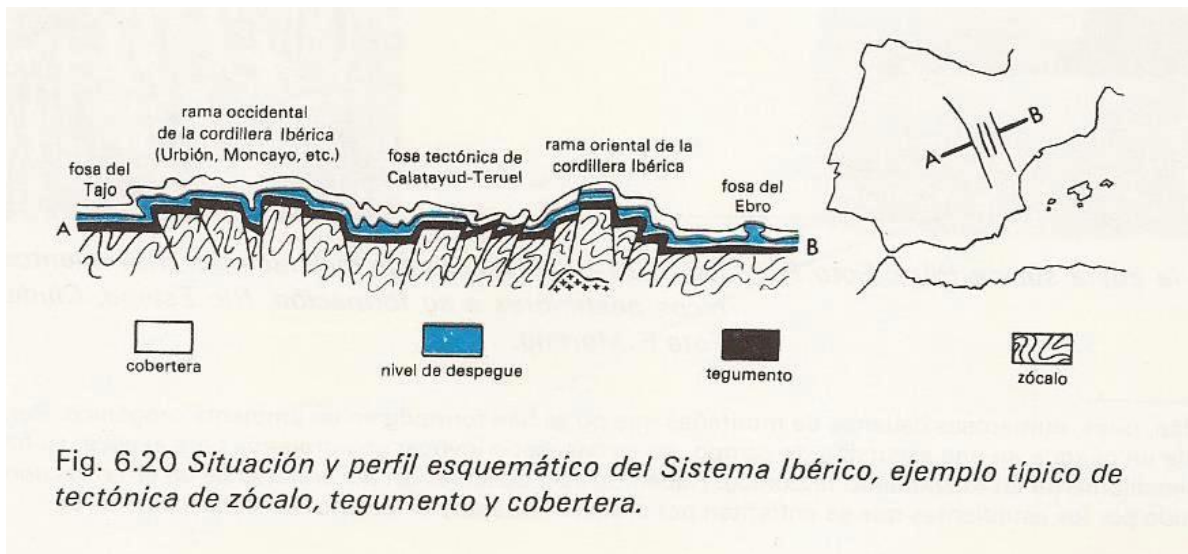 rama occidental
de la cordillera Ibérica
(Urbión, Moncayo, etc.)
fosa del
Tajo
fosa tectónica de
Calatayud-Teruel
rama oriental de la
cordillera Ibérica
fosa del
Ebro
A
B
A
B
cobertera
nivel de despegue
tegumento
zócalo
Fig. 6.20 Situación y perfil esquemático del Sistema Ibérico, ejemplo típico de
tectónica de zócalo, tegumento y cobertera.